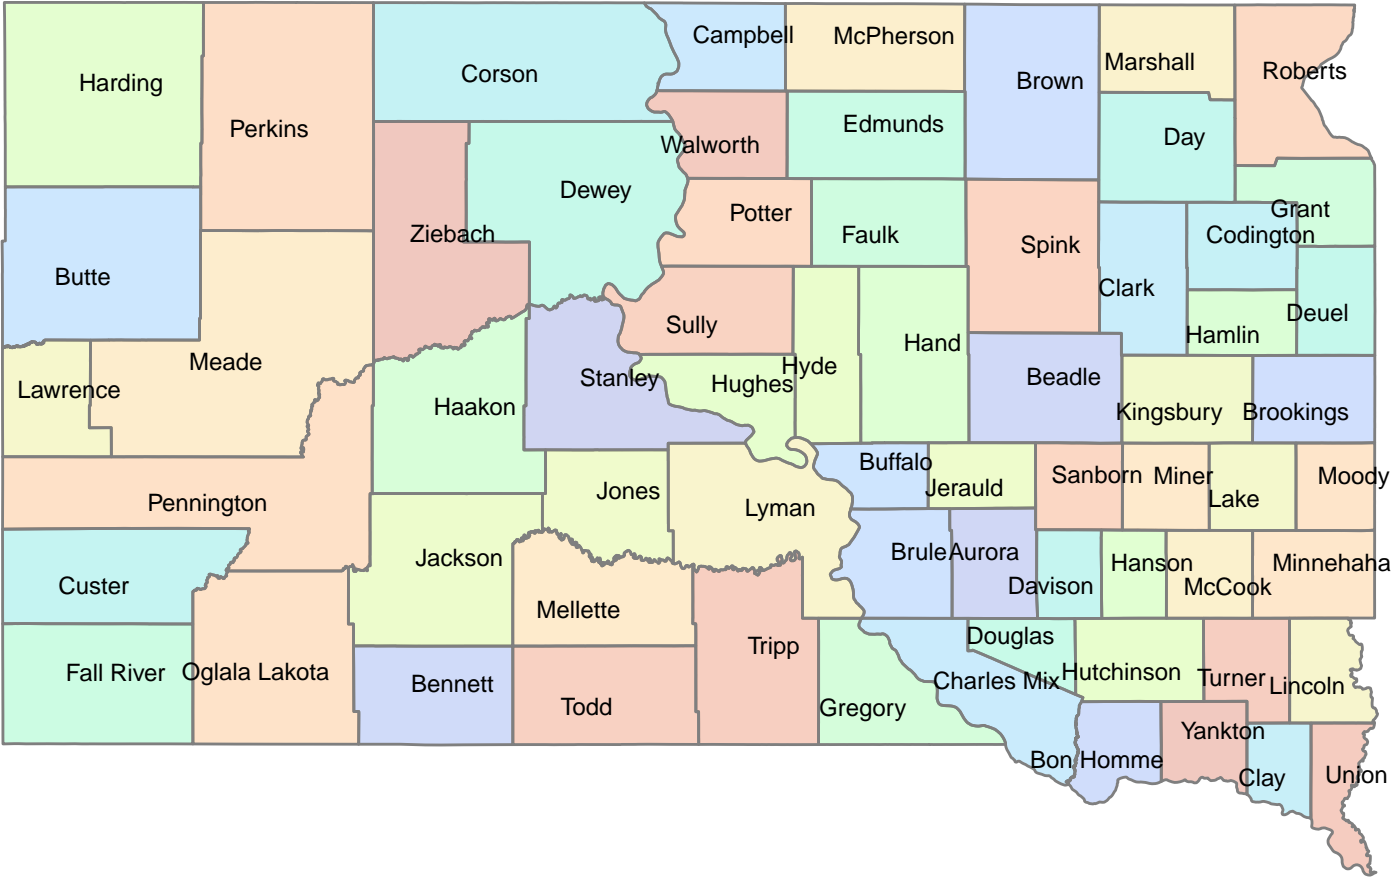 Harding
Perkins
Corson
Campbell
McPherson
Brown
Marshall
Roberts
Walworth
Edmunds
Day
Ziebach
Dewey
Potter
Faulk
Spink
Grant
Codington
Butte
Clark
Deuel
Meade
Sully
Hyde
Hand
Hamlin
Lawrence
Haakon
Stanley
Hughes
Beadle
Kingsbury
Brookings
Pennington
Jones
Lyman
Buffalo
Jerauld
Sanborn
Miner
Lake
Moody
Custer
Jackson
Mellette
Brule
Aurora
Davison
Hanson
McCook
Minnehaha
Fall River
Oglala Lakota
Bennett
Todd
Tripp
Gregory
Charles Mix
Douglas
Hutchinson
Turner
Lincoln
Bon Homme
Yankton
Clay
Union